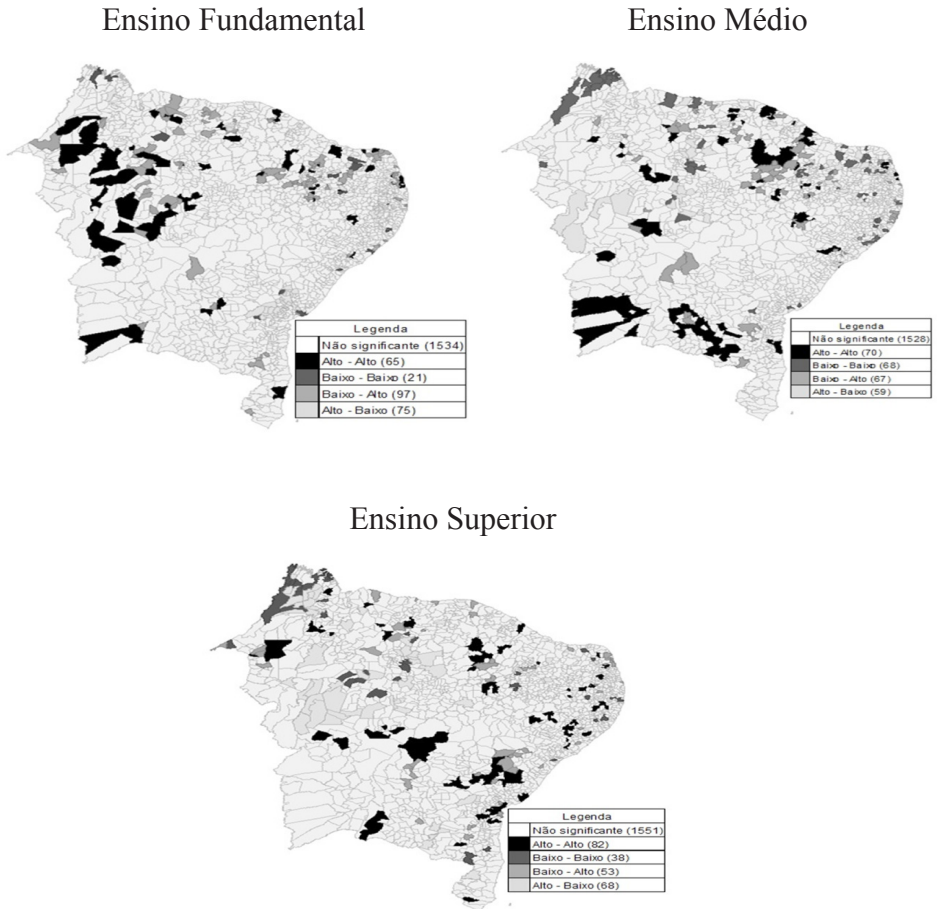 Ensino Fundamental
Ensino Médio
Legenda
Não significante (1534)
Alto - Alto (65)
Baixo - Baixo (21)
Baixo - Alto (97)
Alto - Baixo (75)
Legenda
Não significante (1528)
Alto - Alto (70)
Baixo - Baixo (68)
Baixo - Alto (67)
Alto - Baixo (59)
Ensino Superior
Legenda
Não significante (1551)
Alto - Alto (82)
Baixo - Baixo (38)
Baixo - Alto (53)
Alto - Baixo (68)